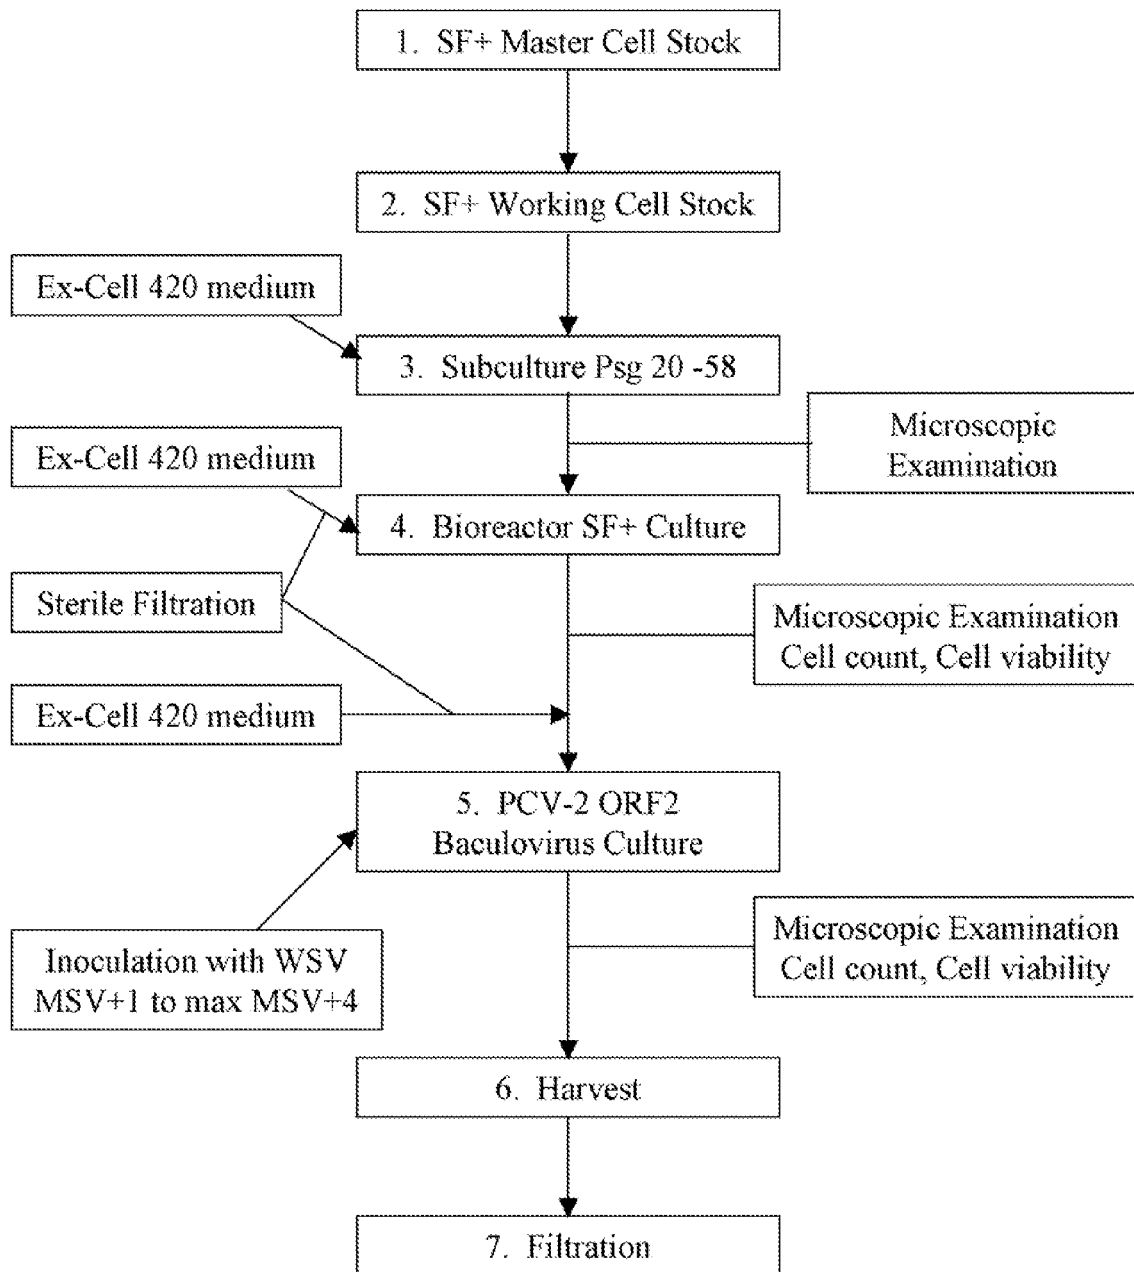 1. SF+ Master Cell Stock
2. SF+ Working Cell Stock
Ex-Cell 420 medium
3. Subculture Psg 20 -58
Microscopic
Examination
Ex-Cell 420 medium
4. Bioreactor SF+ Culture
Sterile Filtration
Microscopic Examination
Cell count, Cell viability
Ex-Cell 420 medium
5. PCV-2 ORF2
Baculovirus Culture
Inoculation with WSV
MSV+1 to max MSV+4
Microscopic Examination
Cell count, Cell viability
6. Harvest
7. Filtration